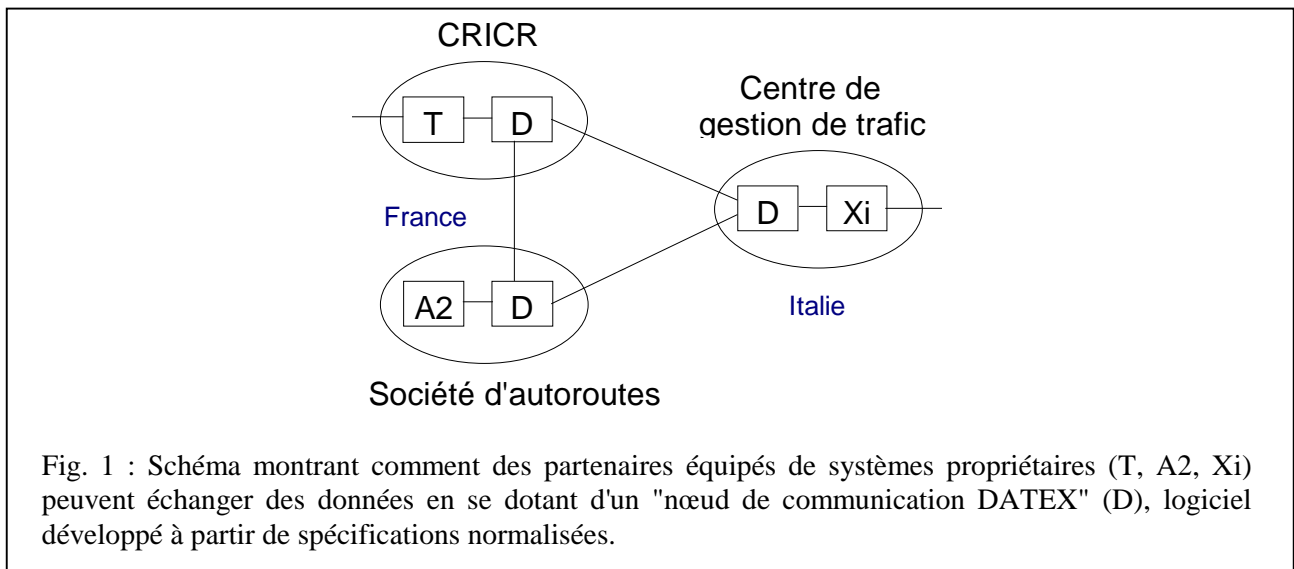 CRICR
T
D
Centre de
gestion de trafic
France
D
Xi
A2
D
Italie
Société d'autoroutes
Fig. 1 : Schéma montrant comment des partenaires équipés de systèmes propriétaires (T, A2, Xi)
peuvent échanger des données en se dotant d'un "nœud de communication DATEX" (D), logiciel
développé à partir de spécifications normalisées.